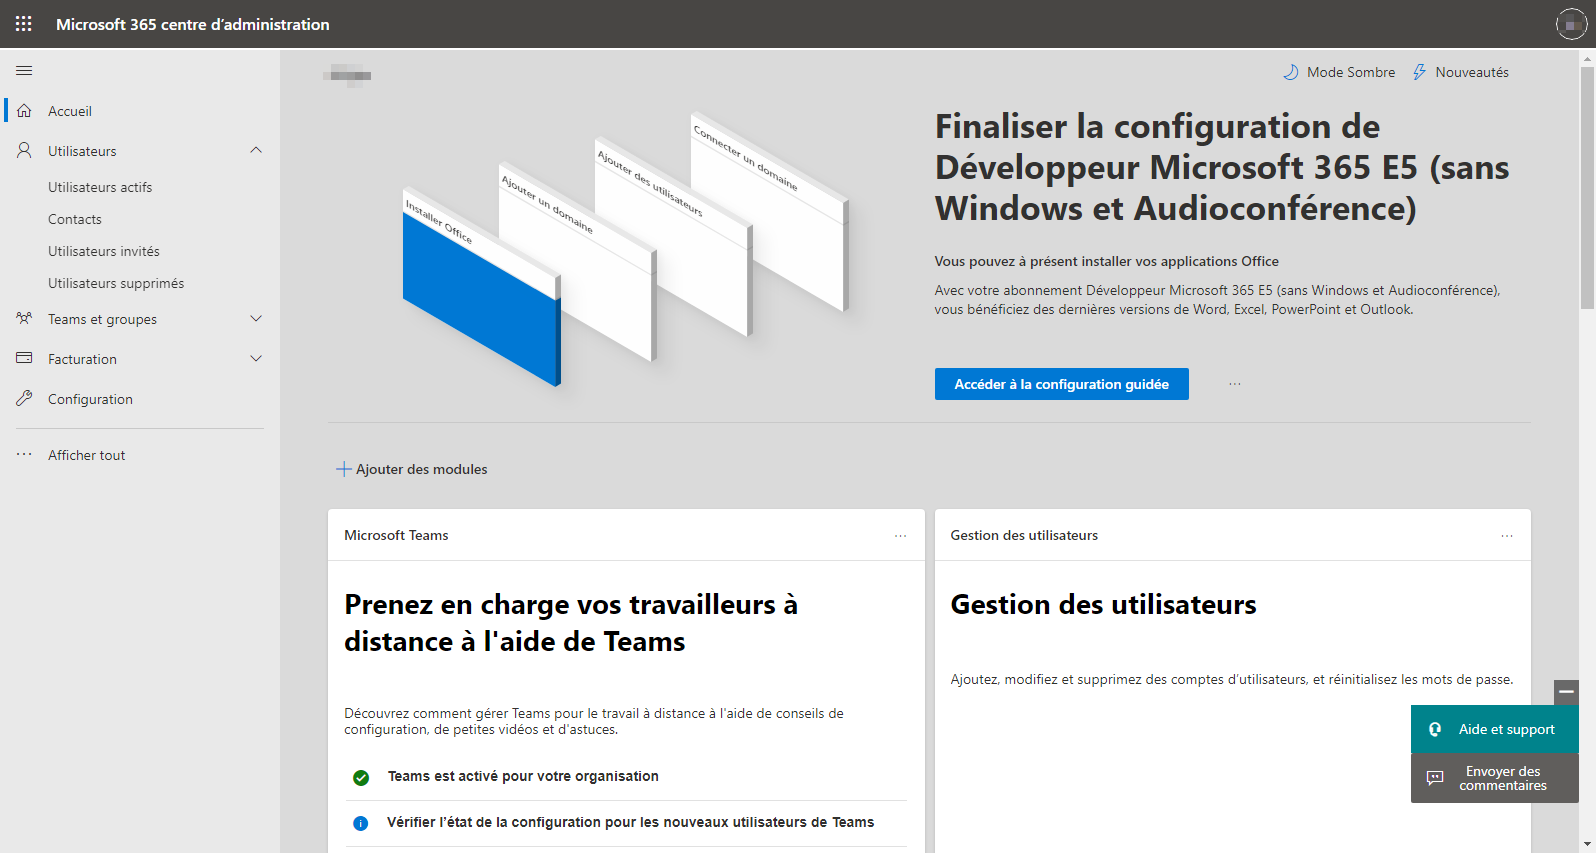 Microsoft 365 centre d’administration
Accueil
Utilisateurs
Utilisateurs actifs
Contacts
Utilisateurs invités
Utilisateurs supprimés
Teams et groupes
Facturation
Configuration
Afficher tout
Mode Sombre
Nouveautés
Installer Office
Ajouter un domaine
Ajouter des utilisateurs
Connecter un domaine
Finaliser la configuration de
Développeur Microsoft 365 E5 (sans
Windows et Audioconférence)
Vous pouvez à présent installer vos applications Office
Avec votre abonnement Développeur Microsoft 365 E5 (sans Windows et Audioconférence),
vous bénéficiez des dernières versions de Word, Excel, PowerPoint et Outlook.
Accéder à la configuration guidée
Ajouter des modules
Microsoft Teams
Prenez en charge vos travailleurs à
distance à l'aide de Teams
Découvrez comment gérer Teams pour le travail à distance à l'aide de conseils de
configuration, de petites vidéos et d'astuces.
Teams est activé pour votre organisation
Vérifier l’état de la configuration pour les nouveaux utilisateurs de Teams
Gestion des utilisateurs
Gestion des utilisateurs
Ajoutez, modifiez et supprimez des comptes d’utilisateurs, et réinitialisez les mots de passe.
Aide et support
Envoyer des
commentaires